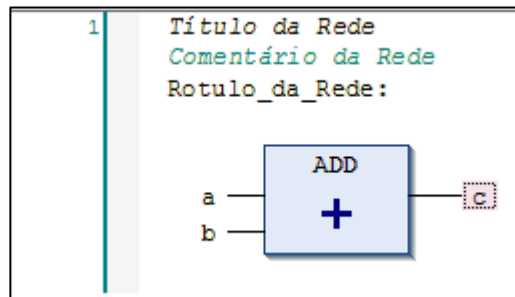 1 Título da Rede
Comentário da Rede
Rotulo_da_Rede:
ADD
a + c
b